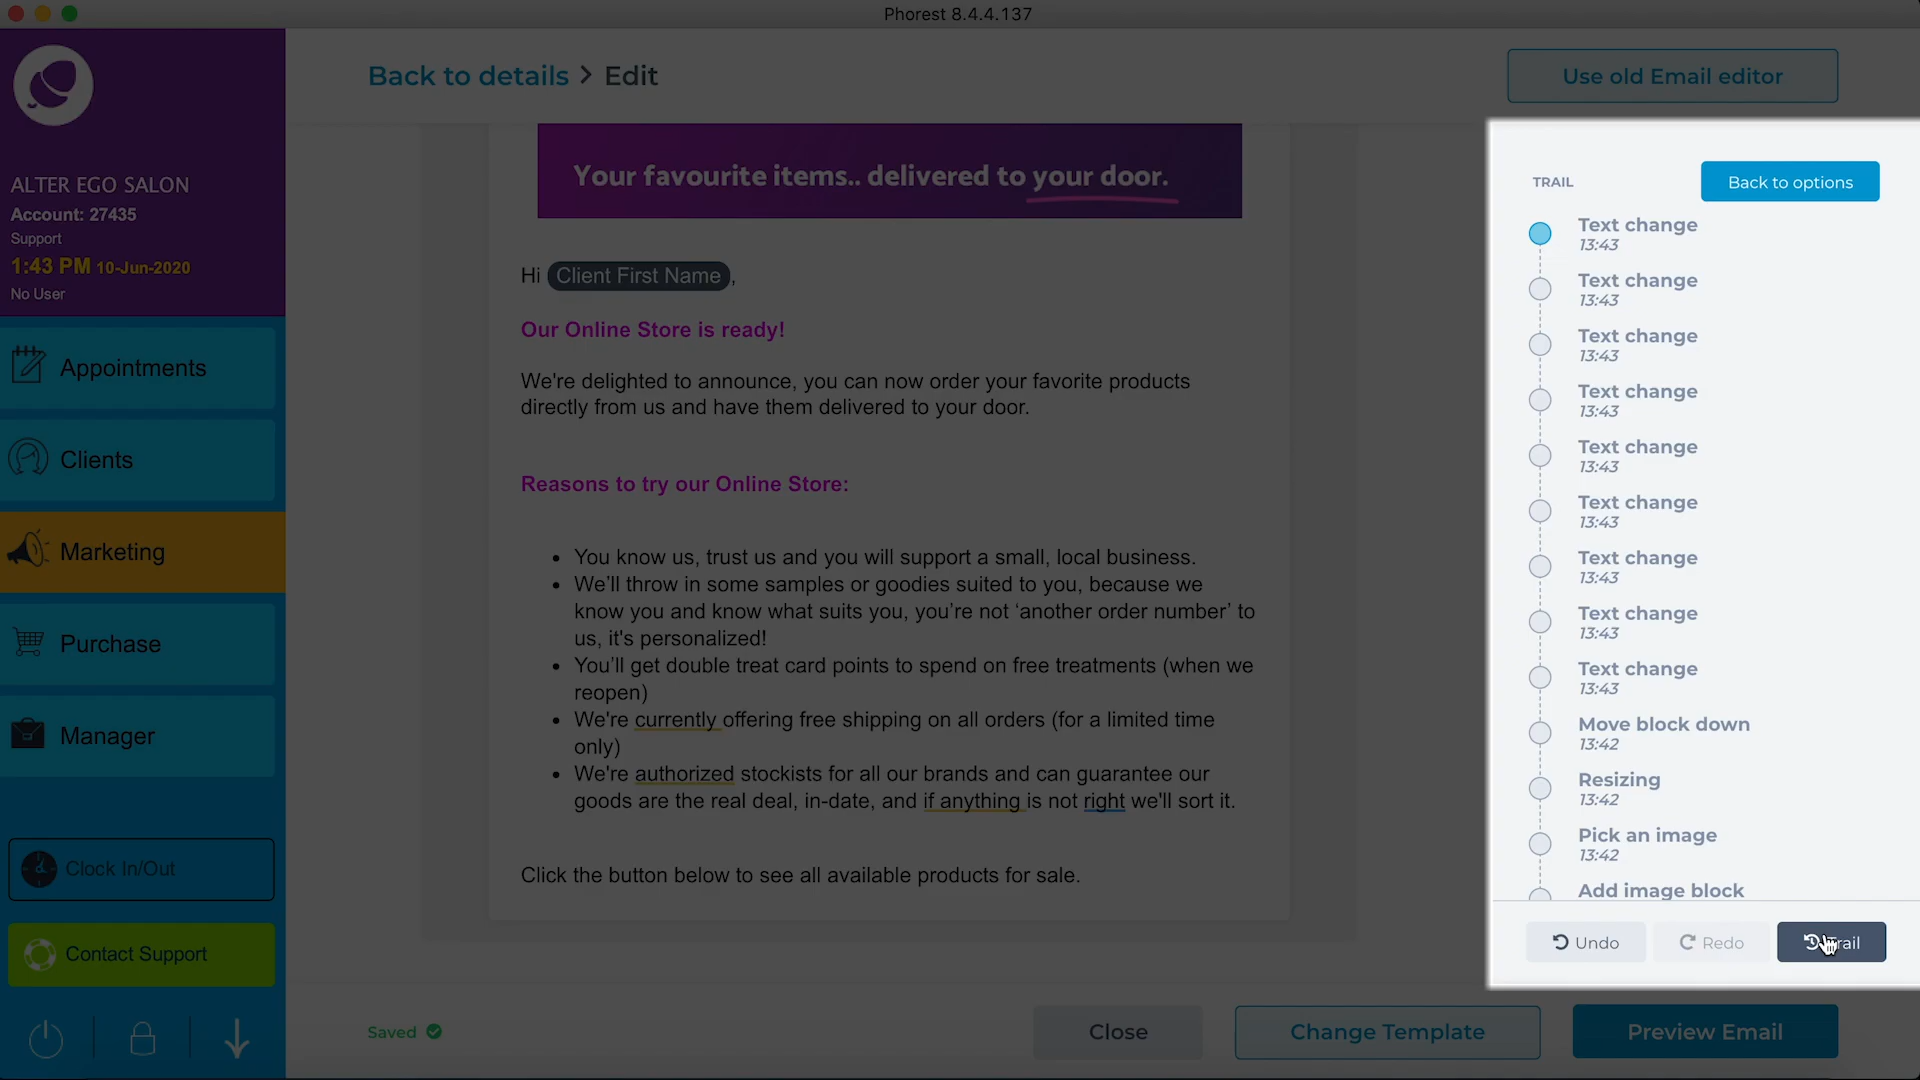 Phorest 8.4.4.137
ALTER EGO SALON
Account: 27435
Support
1:43 PM 10-Jun-2020
No User
Appointments
Clients
Marketing
Purchase
Manager
Clock In/Out
Contact Support
Back to details > Edit
Use old Email editor
Your favourite items.. delivered to your door.
Hi Client First Name,
Our Online Store is ready!
We're delighted to announce, you can now order your favorite products
directly from us and have them delivered to your door.
Reasons to try our Online Store:
• You know us, trust us and you will support a small, local business.
• We'll throw in some samples or goodies suited to you, because we
know you and know what suits you, you're not ‘another order number’ to
us, it's personalized!
• You'll get double treat card points to spend on free treatments (when we
reopen)
• We're currently offering free shipping on all orders (for a limited time
only)
• We're authorized stockists for all our brands and can guarantee our
goods are the real deal, in-date, and if anything is not right we'll sort it.
Click the button below to see all available products for sale.
Saved
Close
Change Template
Preview Email
TRAIL
Back to options
Text change
13:43
Text change
13:43
Text change
13:43
Text change
13:43
Text change
13:43
Text change
13:43
Text change
13:43
Text change
13:43
Text change
13:43
Move block down
13:42
Resizing
13:42
Pick an image
13:42
Add image block
Undo
Redo
Trail